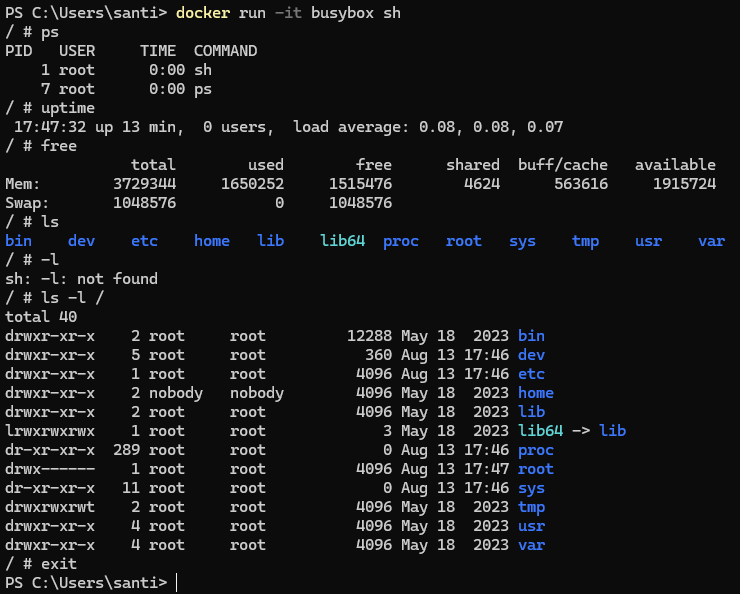 PS C:\Users\santi> docker run -it busybox sh
/ # ps
PID   USER     TIME  COMMAND
    1 root      0:00 sh
    7 root      0:00 ps
/ # uptime
 17:47:32 up 13 min,  0 users,  load average: 0.08, 0.08, 0.07
/ # free
              total        used        free      shared  buff/cache   available
Mem:        3729344     1650252     1515476        4624      563616     1915724
Swap:       1048576           0     1048576
/ # ls
bin    dev    etc    home   lib    lib64  proc   root   sys    tmp    usr    var
/ # -l
sh: -l: not found
/ # ls -l /
total 40
drwxr-xr-x    2 root     root         12288 May 18  2023 bin
drwxr-xr-x    5 root     root           360 Aug 13 17:46 dev
drwxr-xr-x    1 root     root          4096 Aug 13 17:46 etc
drwxr-xr-x    2 nobody   nobody        4096 May 18  2023 home
drwxr-xr-x    2 root     root          4096 May 18  2023 lib
lrwxrwxrwx    1 root     root             3 May 18  2023 lib64 -> lib
dr-xr-xr-x  289 root     root             0 Aug 13 17:46 proc
drwx------    1 root     root          4096 Aug 13 17:47 root
dr-xr-xr-x   11 root     root             0 Aug 13 17:46 sys
drwxrwxrwt    2 root     root          4096 May 18  2023 tmp
drwxr-xr-x    4 root     root          4096 May 18  2023 usr
drwxr-xr-x    4 root     root          4096 May 18  2023 var
/ # exit
PS C:\Users\santi>